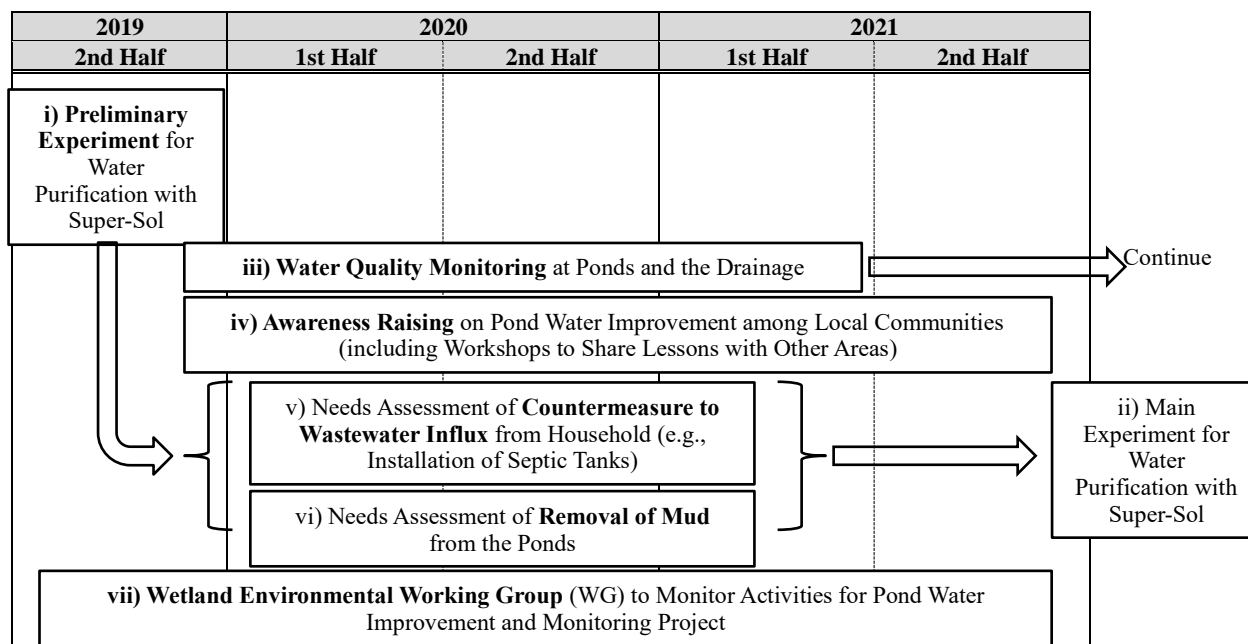 2019 2020 2021
2nd Half 1st Half 2nd Half 1st Half 2nd Half
i) Preliminary
Experiment for
Water
Purification with
Super-Sol
iii) Water Quality Monitoring at Ponds and the Drainage
Continue
iv) Awareness Raising on Pond Water Improvement among Local Communities
(including Workshops to Share Lessons with Other Areas)
v) Needs Assessment of Countermeasure to
Wastewater Influx from Household (e.g.,
Installation of Septic Tanks)
vi) Needs Assessment of Removal of Mud
from the Ponds
ii) Main
Experiment for
Water
Purification with
Super-Sol
vii) Wetland Environmental Working Group (WG) to Monitor Activities for Pond Water
Improvement and Monitoring Project